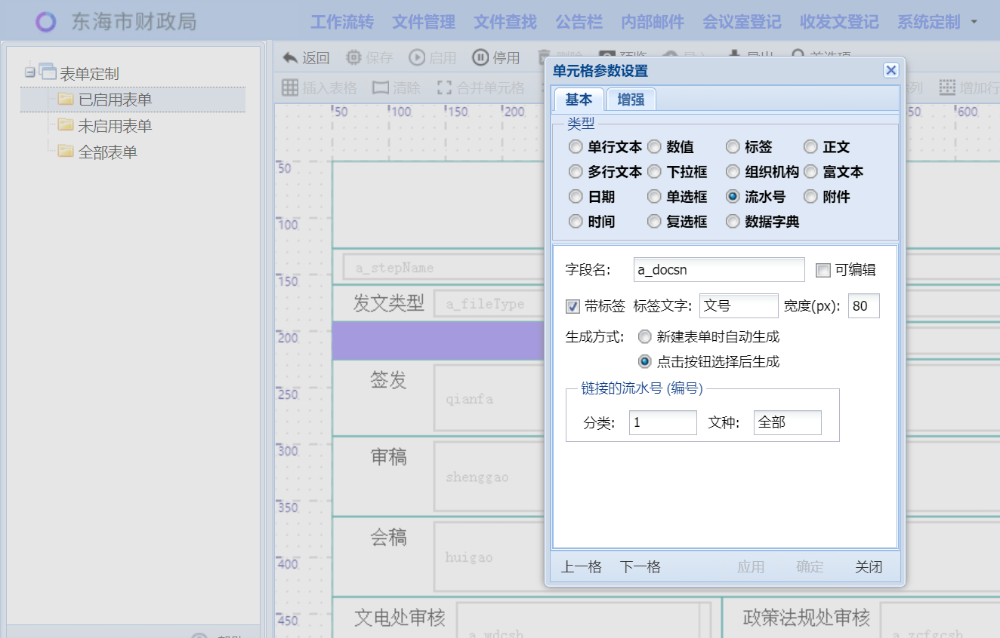 东海市财政局
工作流转 文件管理 文件查找 公告栏 内部邮件 会议室登记 收发文登记 系统定制
返回 保存 启用 停用
插入表格 清除 合并单元格 增加行
表单定制
已启用表单
未启用表单
全部表单
50 100 150 200 50 600
50
100
150
200
250
300
350
400
450
a_stepName
发文类型 a_fileType
签发
qianfa
审稿
shenggao
会稿
huigao
文电处审核 政策法规处审核
单元格参数设置
基本 增强
类型
单行文本 数值 标签 正文
多行文本 下拉框 组织机构 富文本
日期 单选框 流水号 附件
时间 复选框 数据字典
字段名: a_docsn 可编辑
带标签 标签文字: 文号 宽度(px): 80
生成方式: 新建表单时自动生成
点击按钮选择后生成
链接的流水号 (编号)
分类: 1 文种: 全部
上一格 下一格 应用 确定 关闭